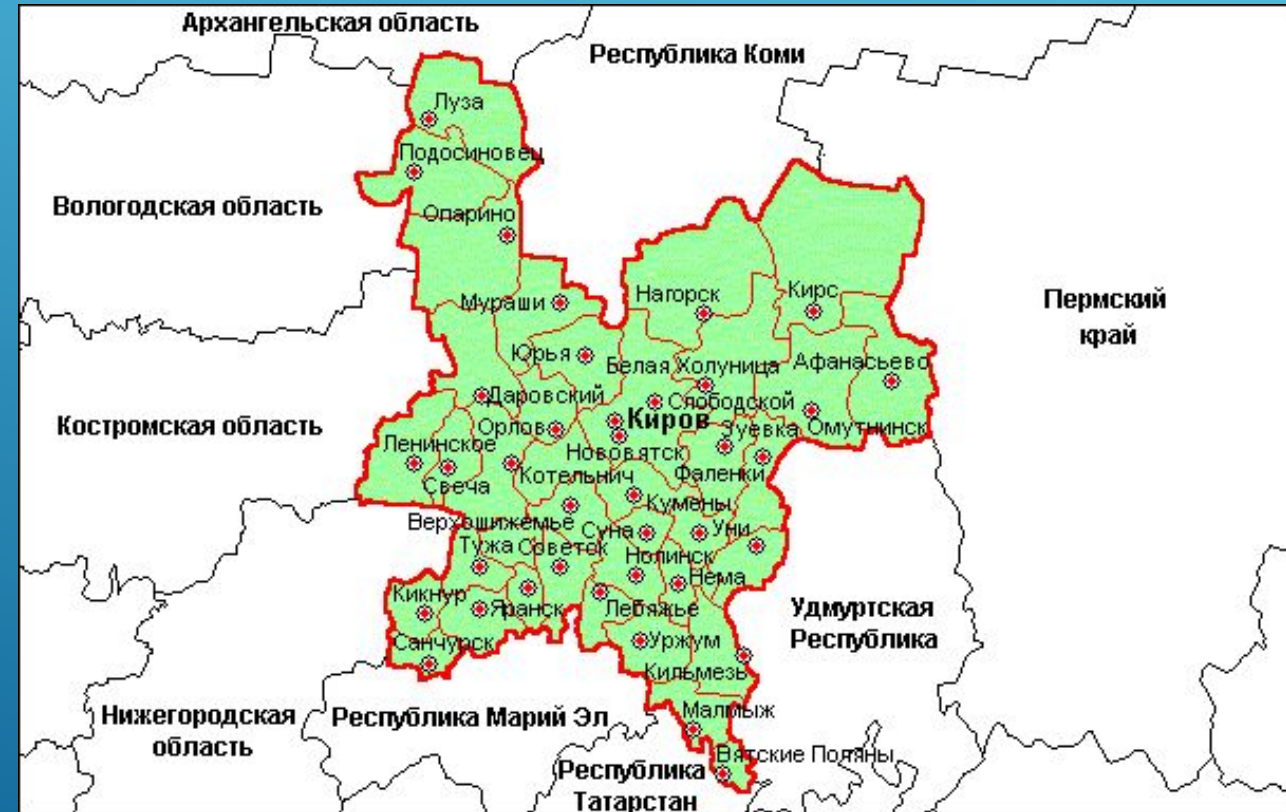 Архангельская область
Республика Коми
Луза
Подосиновец
Вологодская область
Опарино
Мураши
Нагорск
Кирс
Пермский
край
Юрья
Белая Холуница
Афанасьево
Даровский
Слободской
Костромская область
Орлов
Киров
Зуевка
Омутнинск
Ленинское
Нововятск
Свеча
Котельнич
Фаленки
Кумены
Верхошижемье
Суна
Уни
Тужа
Советск
Нолинск
Нема
Кикнур
Яранск
Лебяжье
Удмуртская
Республика
Санчурск
Уржум
Кильмезь
Нижегородская
область
Республика Марий Эл
Малмыж
Вятские Поляны
Республика
Татарстан